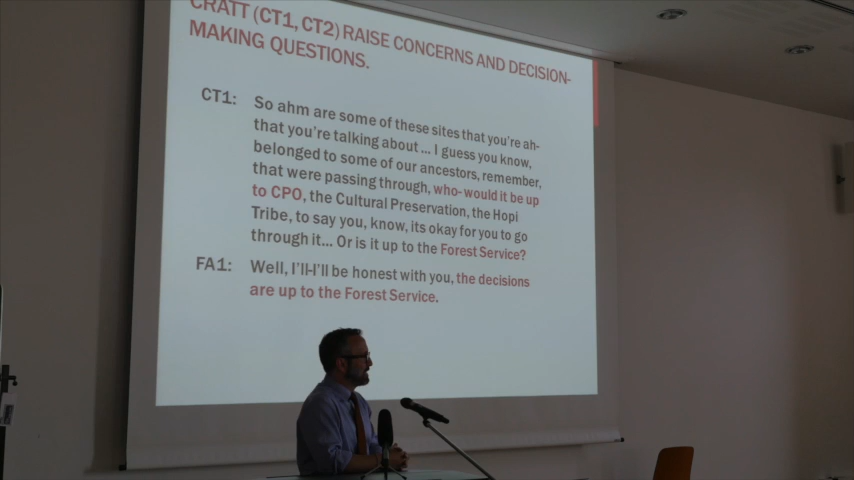 CRATT (CT1, CT2) RAISE CONCERNS AND DECISION-
MAKING QUESTIONS.
CT1: So ahm are some of these sites that you're ah-
that you're talking about ... I guess you know,
belonged to some of our ancestors, remember,
that were passing through, who- would it be up
to CPO, the Cultural Preservation, the Hopi
Tribe, to say you, know, its okay for you to go
through it... Or is it up to the Forest Service?
FA1: Well, I'll-I'll be honest with you, the decisions
are up to the Forest Service.